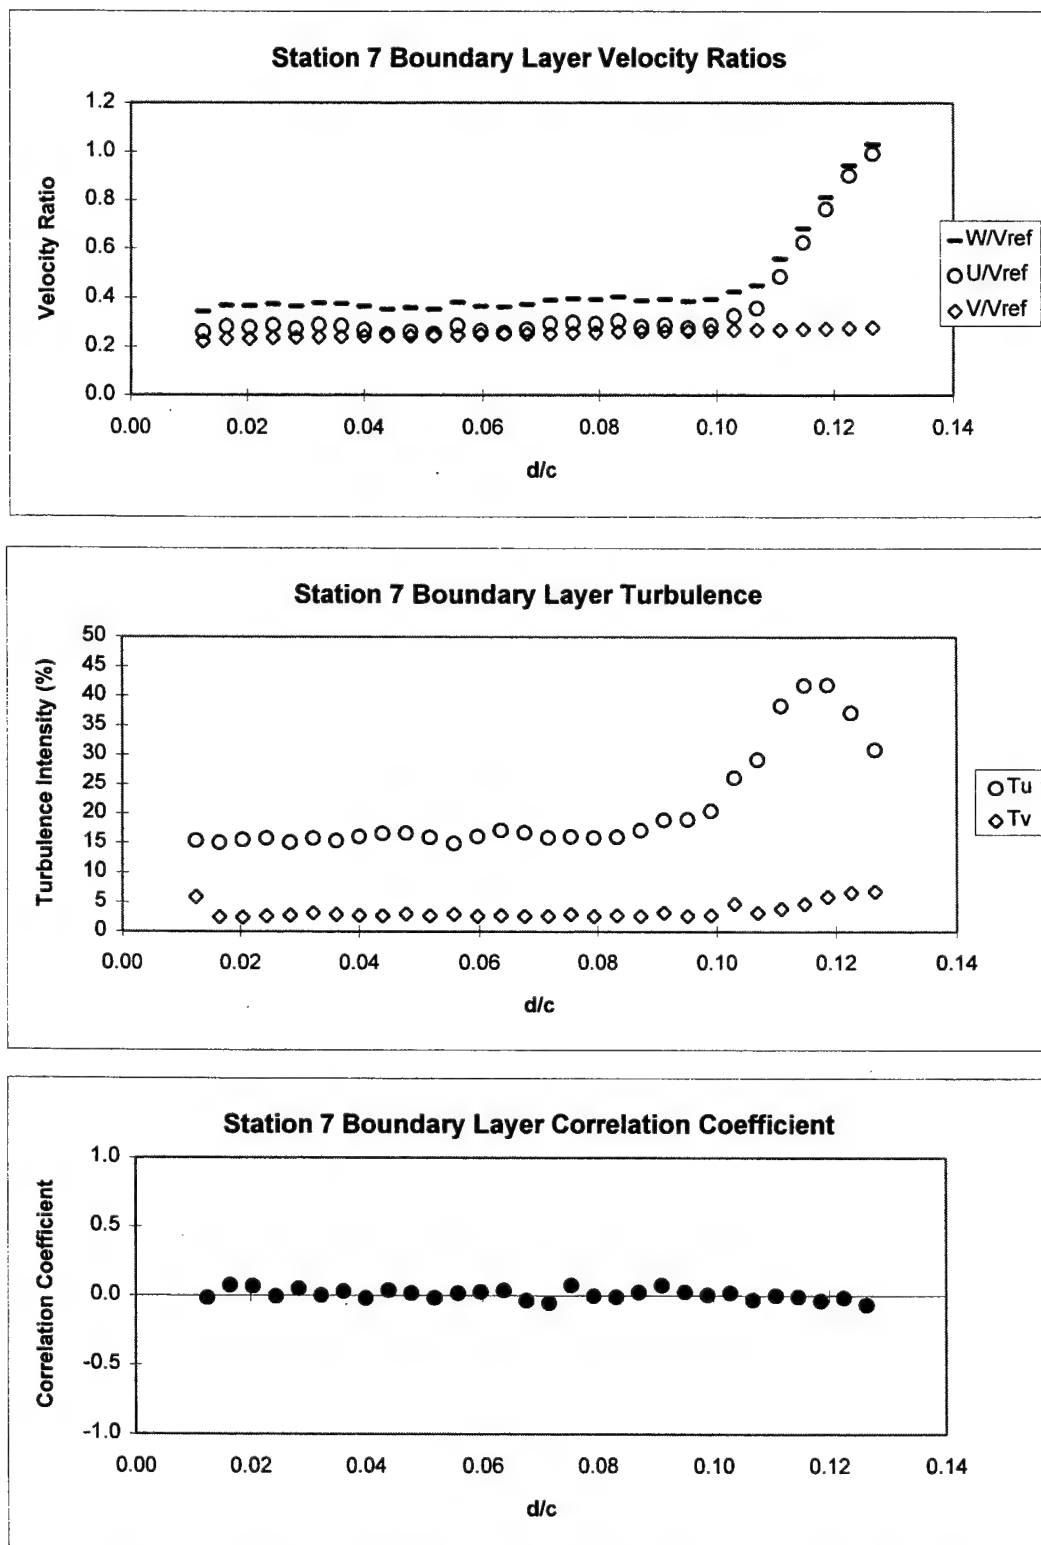 Station 7 Boundary Layer Velocity Ratios
1.2
1.0
0.8
0.6
0.4
0.2
0.0
Velocity Ratio
0.00 0.02 0.04 0.06 0.08 0.10 0.12 0.14
d/c
W/Vref
U/Vref
V/Vref
Station 7 Boundary Layer Turbulence
50
45
40
35
30
25
20
15
10
5
0
Turbulence Intensity (%)
0.00 0.02 0.04 0.06 0.08 0.10 0.12 0.14
d/c
Tu
Tv
Station 7 Boundary Layer Correlation Coefficient
1.0
0.5
0.0
-0.5
-1.0
Correlation Coefficient
0.00 0.02 0.04 0.06 0.08 0.10 0.12 0.14
d/c